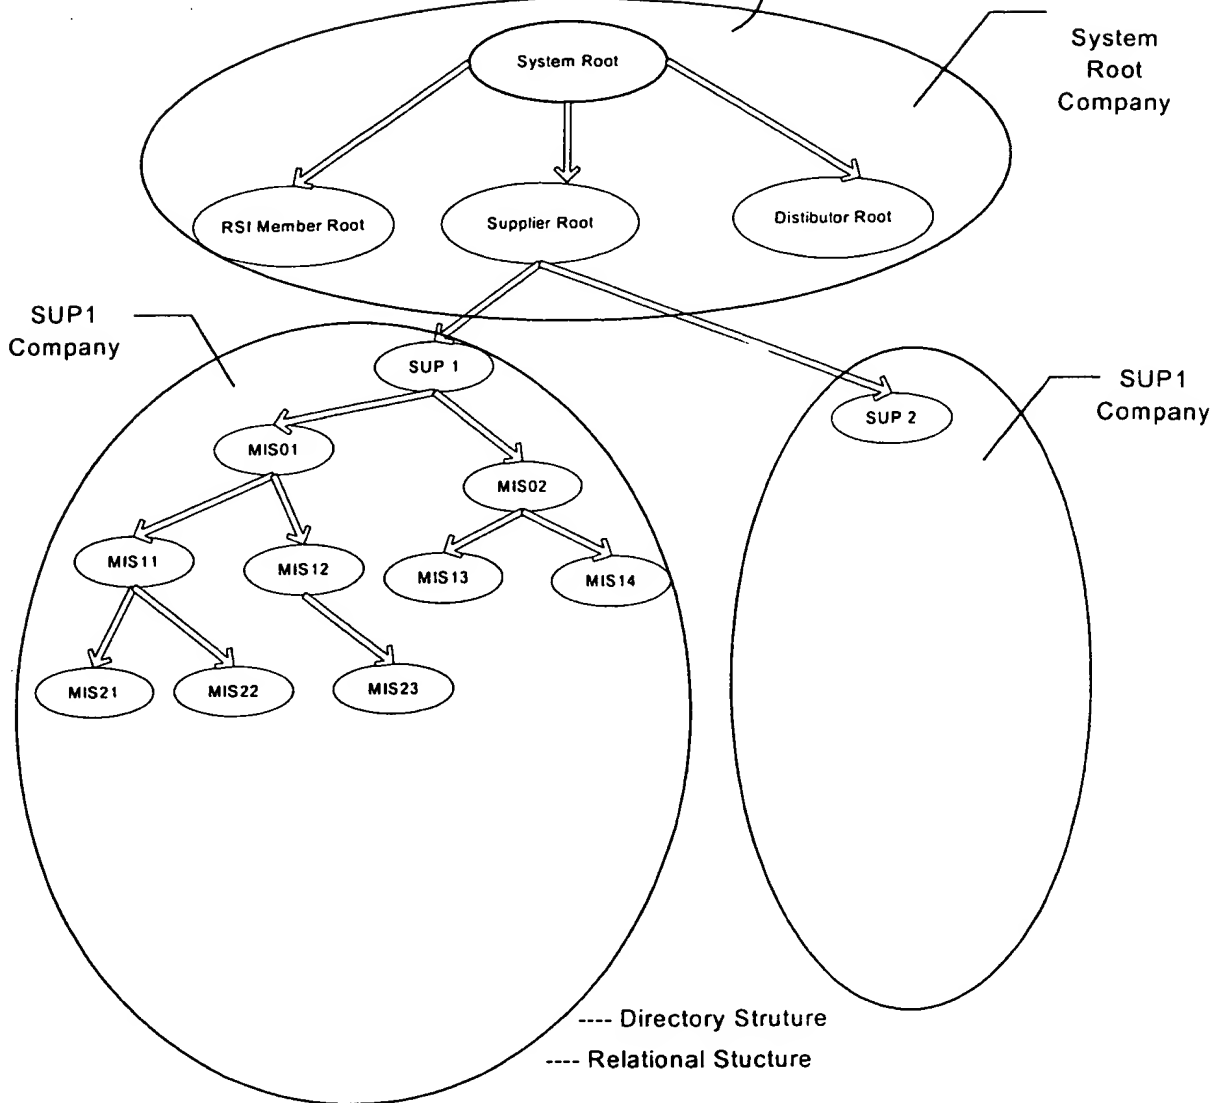 System Root
System
Root
Company
RSI Member Root
Supplier Root
Distibutor Root
SUP1
Company
SUP 1
SUP1
Company
SUP 2
MIS01
MIS02
MIS11
MIS12
MIS13
MIS14
MIS21
MIS22
MIS23
---- Directory Struture
---- Relational Stucture